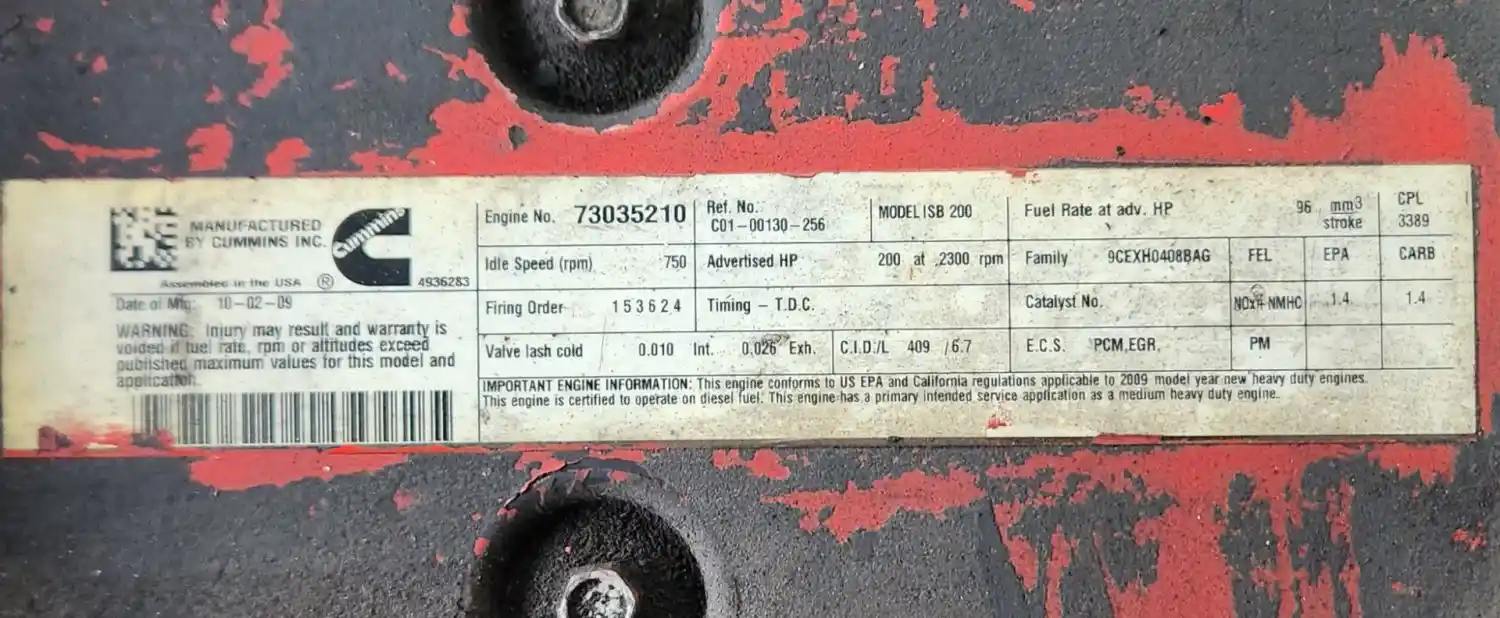 MANUFACTURED
BY CUMMINS INC.
Cummins
Assembled in the USA ® 4936283
Date of Mfg: 10-02-09
WARNING: Injury may result and warranty is
voided if fuel rate, rpm or altitudes exceed
published maximum values for this model and
application.
Engine No. 73035210
Ref. No.
C01-00130-256
MODEL ISB 200
Fuel Rate at adv. HP 96 mm3
stroke
CPL
3389
Idle Speed (rpm) 750
Advertised HP 200 at 2300 rpm
Family 9CEXH0408BAG
FEL EPA CARB
Firing Order 153624
Timing - T.D.C.
Catalyst No.
NOx+NMHC 1.4 1.4
Valve lash cold 0.010 Int. 0.026 Exh.
C.I.D./L 409 /6.7
E.C.S. PCM,EGR,
PM
IMPORTANT ENGINE INFORMATION: This engine conforms to US EPA and California regulations applicable to 2009 model year new heavy duty engines.
This engine is certified to operate on diesel fuel. This engine has a primary intended service application as a medium heavy duty engine.